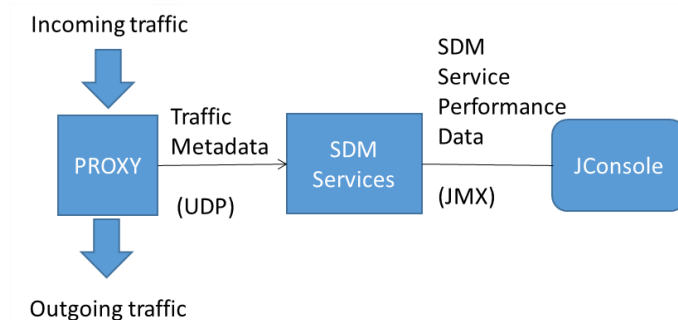 Incoming traffic
PROXY
Traffic
Metadata
(UDP)
SDM
Services
SDM
Service
Performance
Data
(JMX)
JConsole
Outgoing traffic